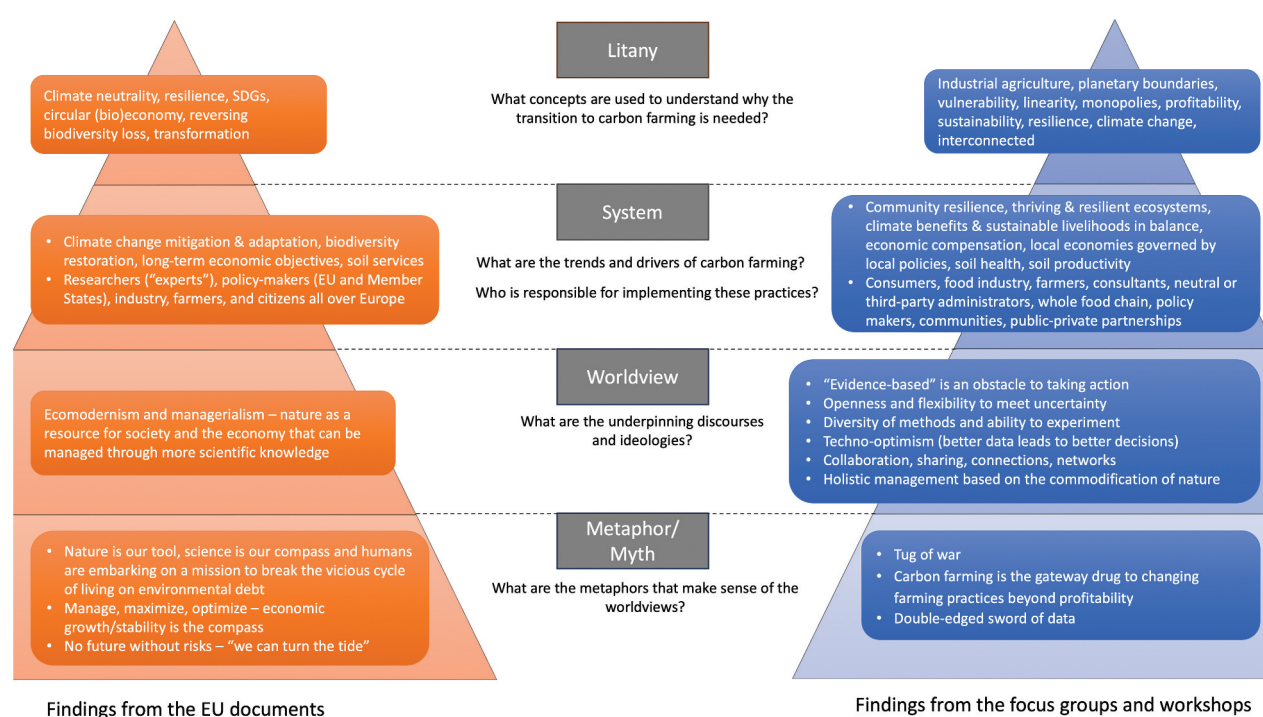 Litany
What concepts are used to understand why the
transition to carbon farming is needed?
Climate neutrality, resilience, SDGs,
circular (bio)economy, reversing
biodiversity loss, transformation
Industrial agriculture, planetary boundaries,
vulnerability, linearity, monopolies, profitability,
sustainability, resilience, climate change,
interconnected
System
What are the trends and drivers of carbon farming?
Who is responsible for implementing these practices?
• Climate change mitigation & adaptation, biodiversity
restoration, long-term economic objectives, soil services
• Researchers (“experts”), policy-makers (EU and Member
States), industry, farmers, and citizens all over Europe
• Community resilience, thriving & resilient ecosystems,
climate benefits & sustainable livelihoods in balance,
economic compensation, local economies governed by
local policies, soil health, soil productivity
• Consumers, food industry, farmers, consultants, neutral or
third-party administrators, whole food chain, policy
makers, communities, public-private partnerships
Worldview
What are the underpinning discourses
and ideologies?
Ecomodernism and managerialism – nature as a
resource for society and the economy that can be
managed through more scientific knowledge
• “Evidence-based” is an obstacle to taking action
• Openness and flexibility to meet uncertainty
• Diversity of methods and ability to experiment
• Techno-optimism (better data leads to better decisions)
• Collaboration, sharing, connections, networks
• Holistic management based on the commodification of nature
Metaphor/
Myth
What are the metaphors that make sense of the
worldviews?
• Nature is our tool, science is our compass and humans
are embarking on a mission to break the vicious cycle
of living on environmental debt
• Manage, maximize, optimize – economic
growth/stability is the compass
• No future without risks – “we can turn the tide”
• Tug of war
• Carbon farming is the gateway drug to changing
farming practices beyond profitability
• Double-edged sword of data
Findings from the EU documents
Findings from the focus groups and workshops